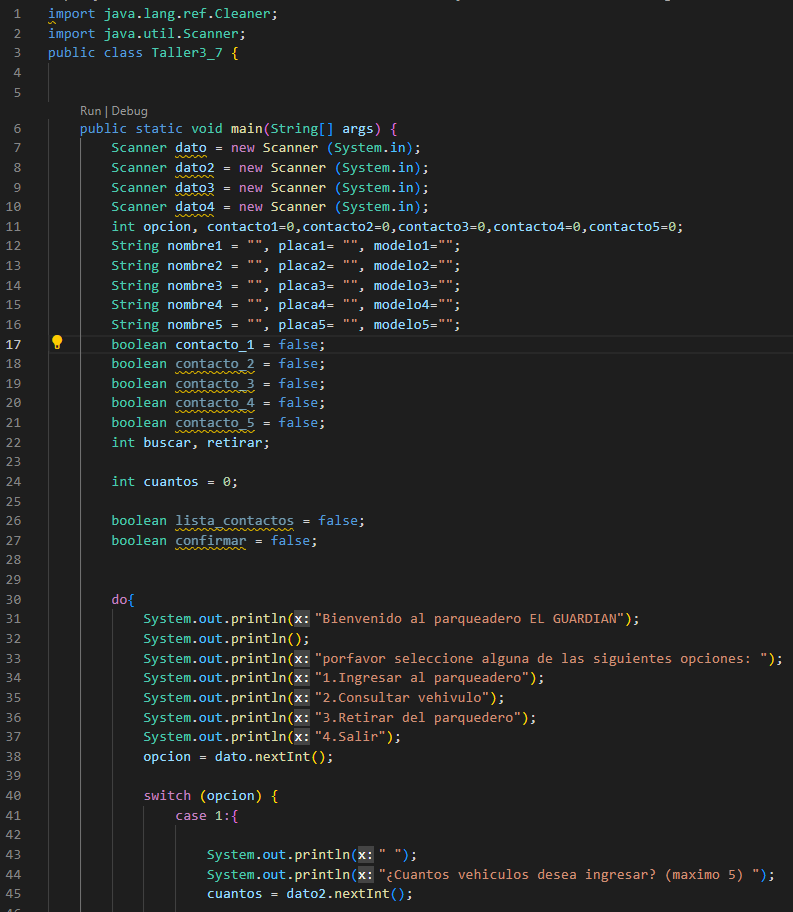 1 import java.lang.ref.Cleaner;
2 import java.util.Scanner;
3 public class Taller3_7 {
4
5
Run | Debug
6 public static void main(String[] args) {
7 Scanner dato = new Scanner (System.in);
8 Scanner dato2 = new Scanner (System.in);
9 Scanner dato3 = new Scanner (System.in);
10 Scanner dato4 = new Scanner (System.in);
11 int opcion, contacto1=0,contacto2=0,contacto3=0,contacto4=0,contacto5=0;
12 String nombre1 = "", placa1= "", modelo1="";
13 String nombre2 = "", placa2= "", modelo2="";
14 String nombre3 = "", placa3= "", modelo3="";
15 String nombre4 = "", placa4= "", modelo4="";
16 String nombre5 = "", placa5= "", modelo5="";
17 boolean contacto_1 = false;
18 boolean contacto_2 = false;
19 boolean contacto_3 = false;
20 boolean contacto_4 = false;
21 boolean contacto_5 = false;
22 int buscar, retirar;
23
24 int cuantos = 0;
25
26 boolean lista_contactos = false;
27 boolean confirmar = false;
28
29
30 do{
31 System.out.println(x: "Bienvenido al parqueadero EL GUARDIAN");
32 System.out.println();
33 System.out.println(x: "porfavor seleccione alguna de las siguientes opciones: ");
34 System.out.println(x: "1.Ingresar al parqueadero");
35 System.out.println(x: "2.Consultar vehivulo");
36 System.out.println(x: "3.Retirar del parquedero");
37 System.out.println(x: "4.Salir");
38 opcion = dato.nextInt();
39
40 switch (opcion) {
41 case 1:{
42
43 System.out.println(x: " ");
44 System.out.println(x: "¿Cuantos vehiculos desea ingresar? (maximo 5) ");
45 cuantos = dato2.nextInt();